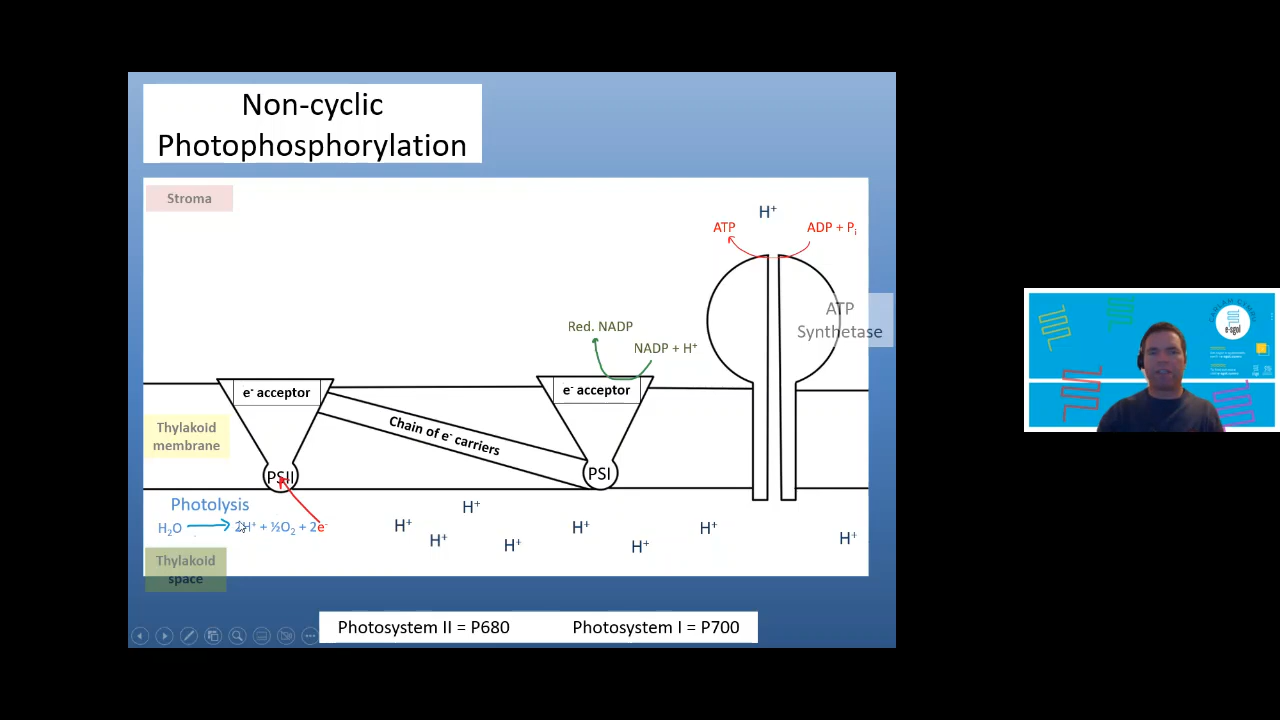 Non-cyclic
Photophosphorylation
Stroma
H⁺
ATP
ADP + Pᵢ
ATP
Synthetase
Red. NADP
NADP + H⁺
e⁻ acceptor
e⁻ acceptor
Chain of e⁻ carriers
Thylakoid
membrane
PSII
PSI
Photolysis
H₂O → 2H⁺ + ½O₂ + 2e⁻
H⁺
H⁺
H⁺
H⁺
H⁺
H⁺
H⁺
H⁺
Thylakoid
space
Photosystem II = P680
Photosystem I = P700
e-sgol